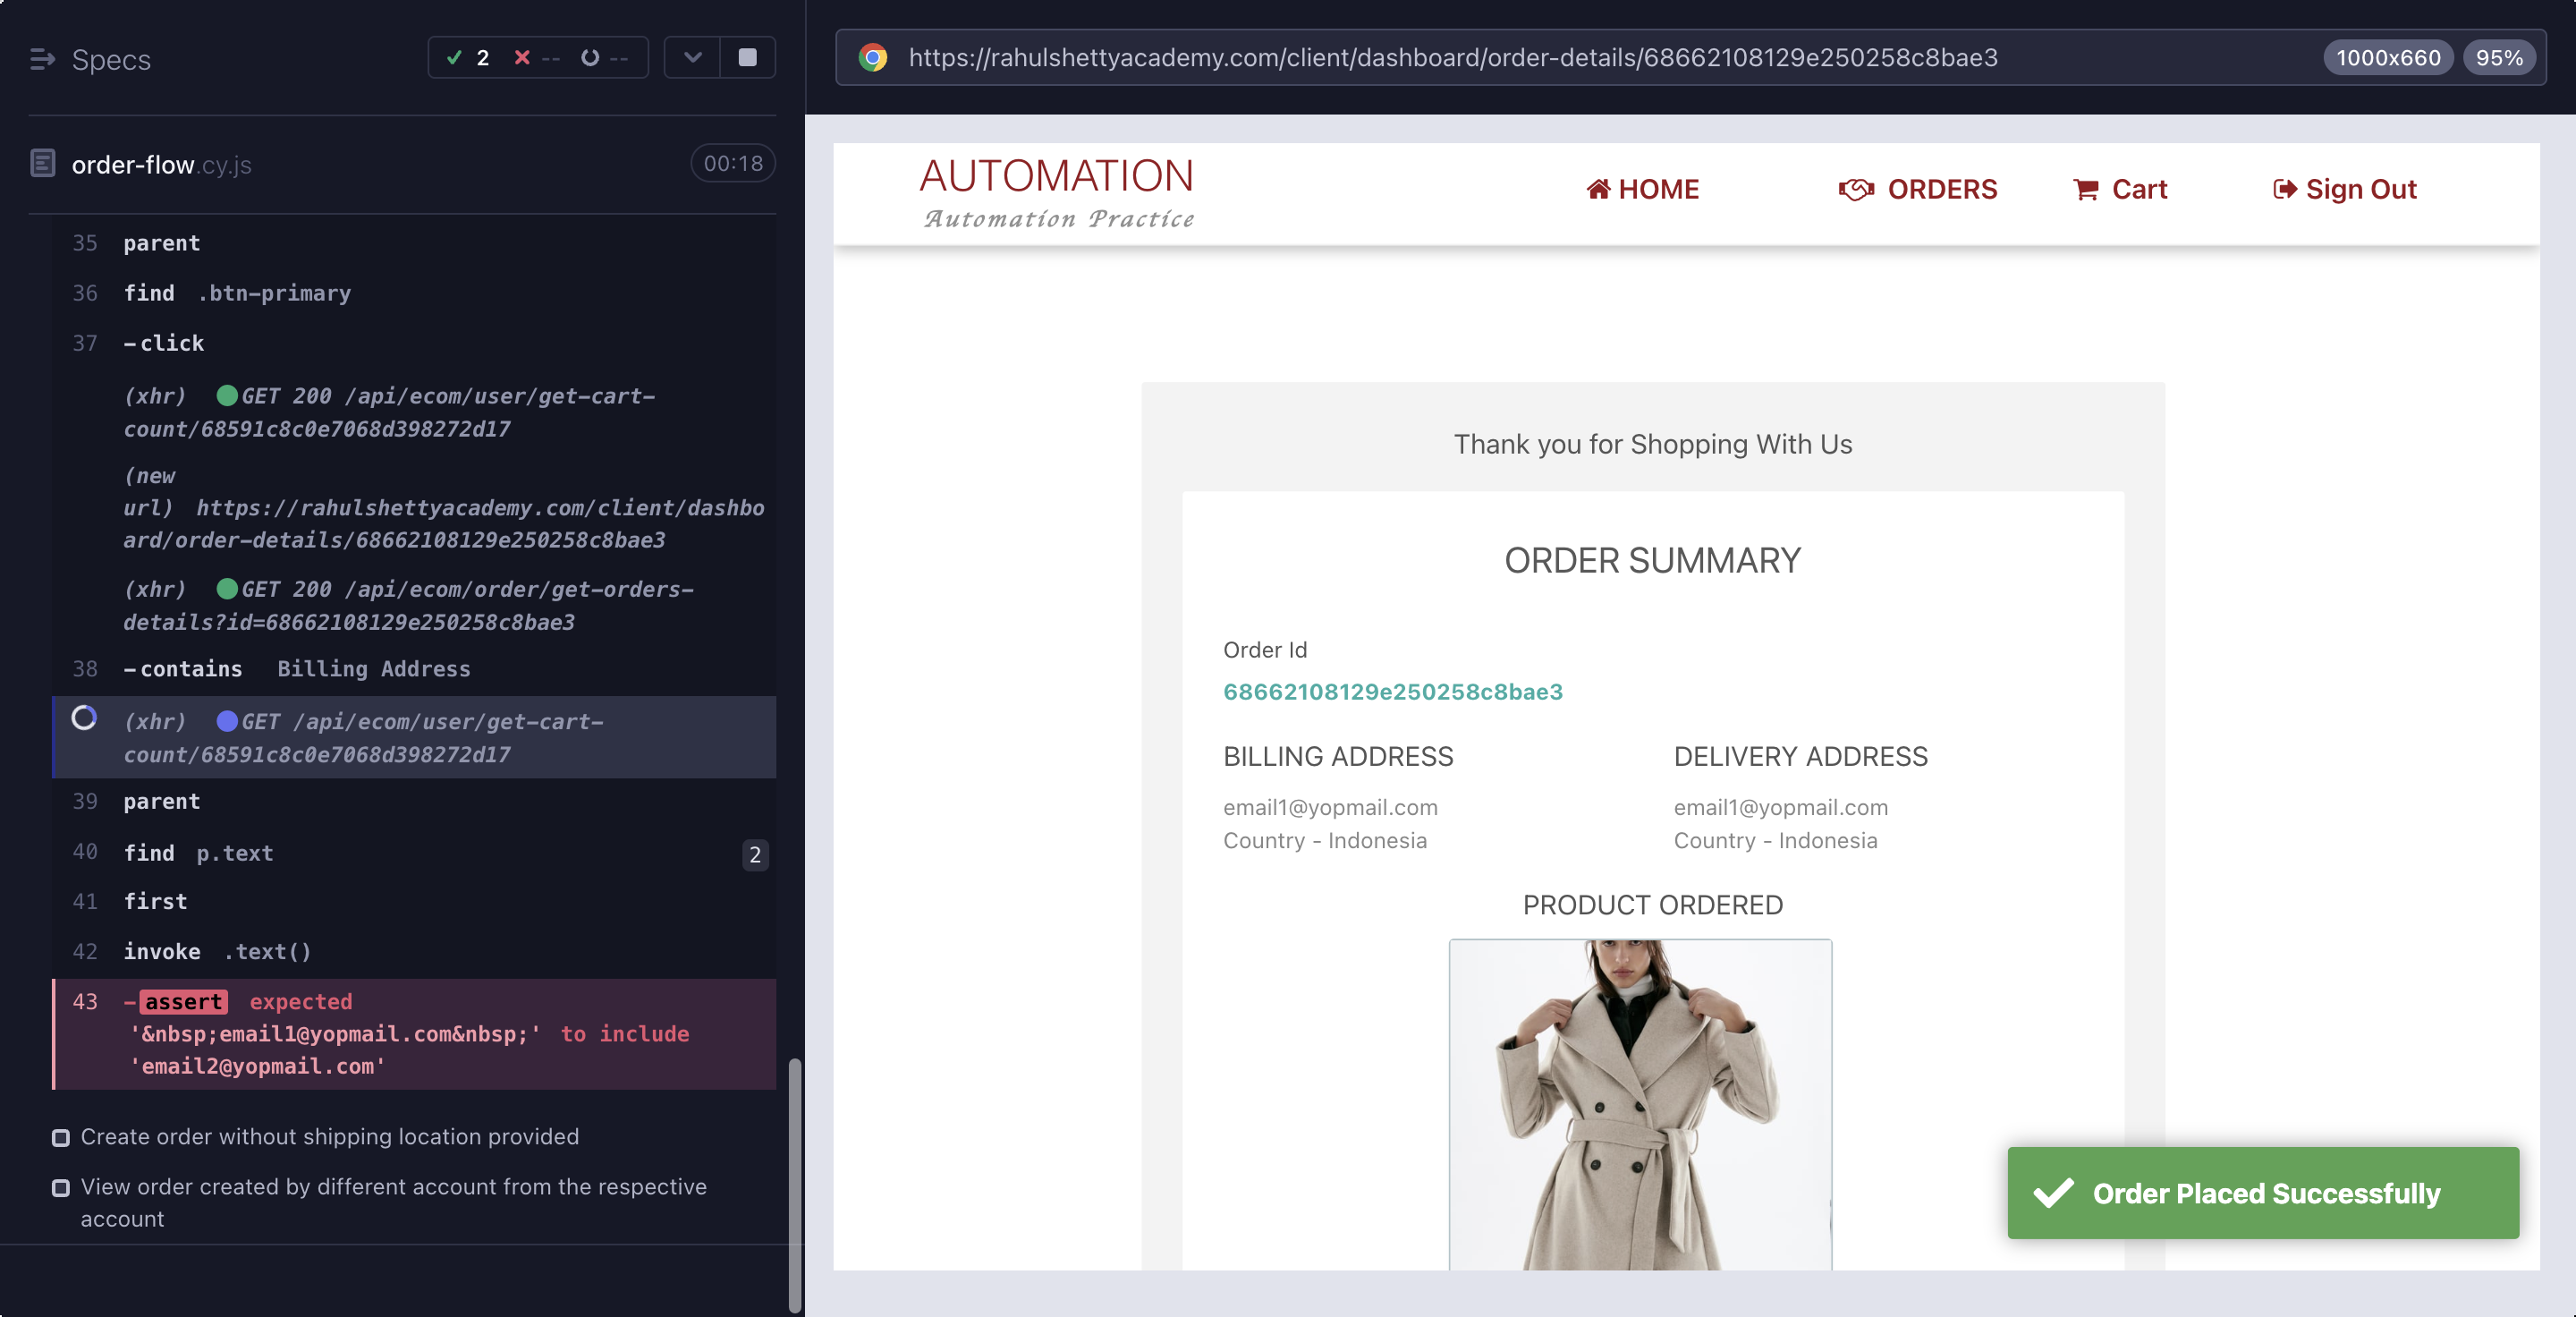 Specs
2 -- --
order-flow.cy.js 00:18
35 parent
36 find .btn-primary
37 -click
(xhr) GET 200 /api/ecom/user/get-cart-
count/68591c8c0e7068d398272d17
(new
url) https://rahulshettyacademy.com/client/dashbo
ard/order-details/68662108129e250258c8bae3
(xhr) GET 200 /api/ecom/order/get-orders-
details?id=68662108129e250258c8bae3
38 -contains Billing Address
(xhr) GET /api/ecom/user/get-cart-
count/68591c8c0e7068d398272d17
39 parent
40 find p.text 2
41 first
42 invoke .text()
43 -assert expected
'&nbsp;email1@yopmail.com&nbsp;' to include
'email2@yopmail.com'
Create order without shipping location provided
View order created by different account from the respective
account
https://rahulshettyacademy.com/client/dashboard/order-details/68662108129e250258c8bae3 1000x660 95%
AUTOMATION
Automation Practice
HOME ORDERS Cart Sign Out
Thank you for Shopping With Us
ORDER SUMMARY
Order Id
68662108129e250258c8bae3
BILLING ADDRESS
email1@yopmail.com
Country - Indonesia
DELIVERY ADDRESS
email1@yopmail.com
Country - Indonesia
PRODUCT ORDERED
Order Placed Successfully